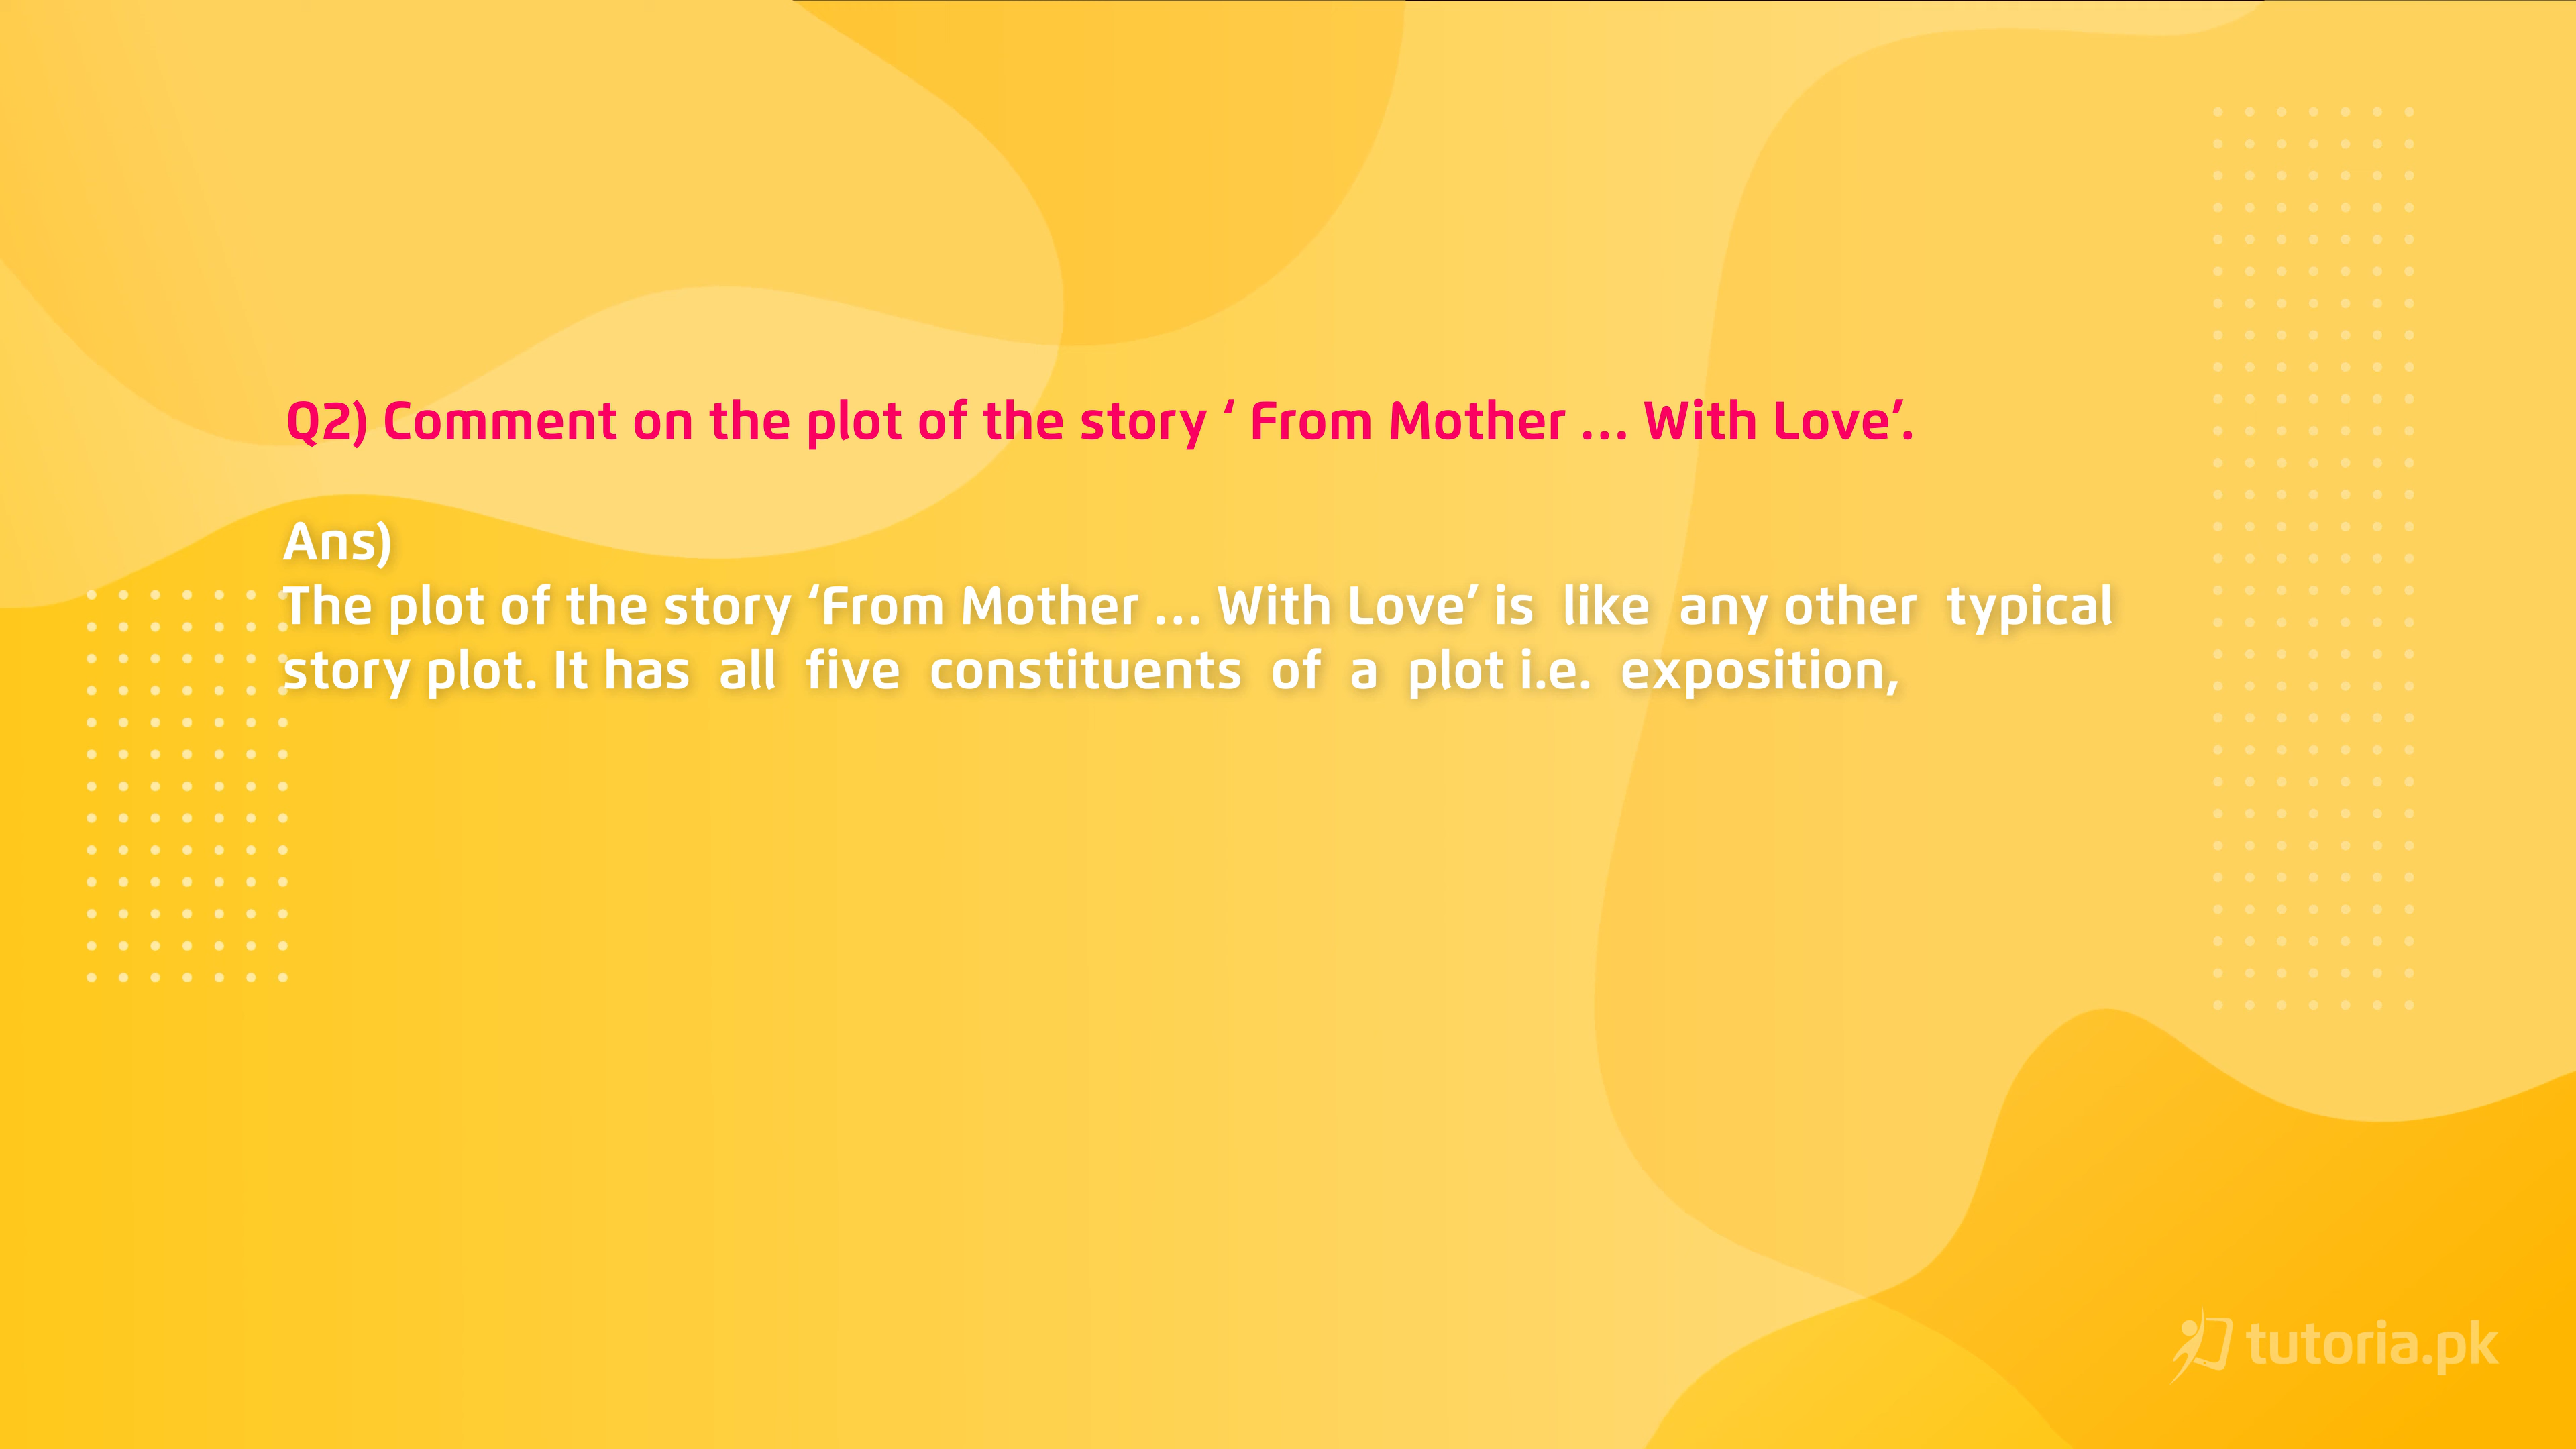 Q2) Comment on the plot of the story ‘ From Mother ... With Love’.
Ans)
The plot of the story ‘From Mother ... With Love’ is like any other typical
story plot. It has all five constituents of a plot i.e. exposition,
tutoria.pk